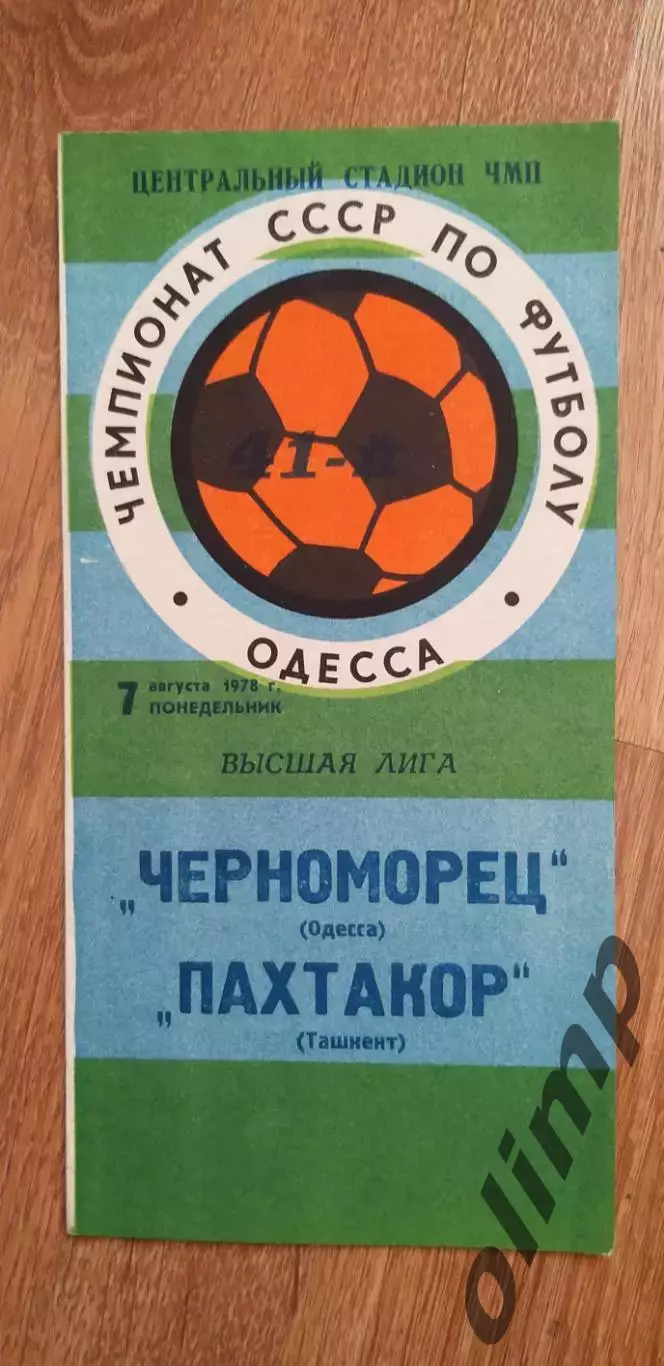 ЦЕНТРАЛЬНЫЙ СТАДИОН ЧМП
ЧЕМПИОНАТ СССР ПО ФУТБОЛУ
41-й
• ОДЕССА •
7 августа 1978 г.
ПОНЕДЕЛЬНИК
ВЫСШАЯ ЛИГА
„ЧЕРНОМОРЕЦ“
(Одесса)
„ПАХТАКОР“
(Ташкент)
olimp